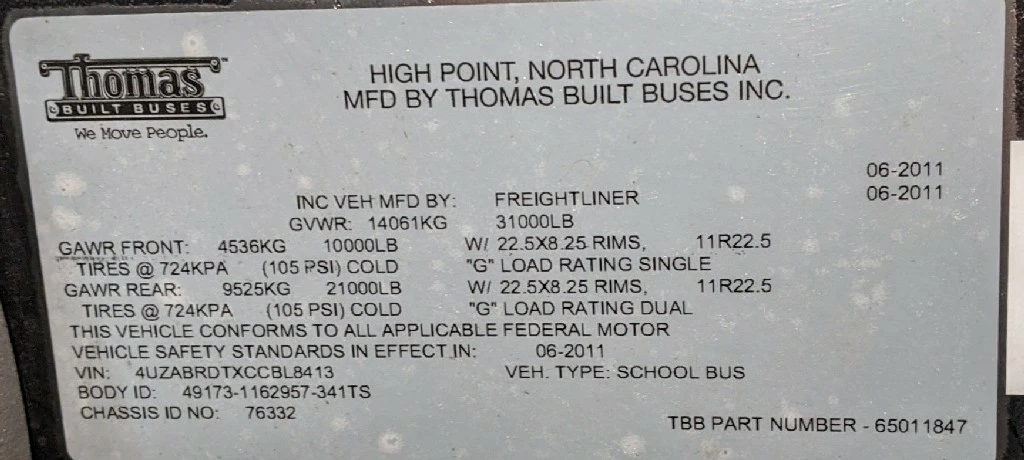 Thomas™
BUILT BUSES
We Move People.
HIGH POINT, NORTH CAROLINA
MFD BY THOMAS BUILT BUSES INC.
06-2011
INC VEH MFD BY: FREIGHTLINER 06-2011
GVWR: 14061KG 31000LB
GAWR FRONT: 4536KG 10000LB W/ 22.5X8.25 RIMS, 11R22.5
TIRES @ 724KPA (105 PSI) COLD "G" LOAD RATING SINGLE
GAWR REAR: 9525KG 21000LB W/ 22.5X8.25 RIMS, 11R22.5
TIRES @ 724KPA (105 PSI) COLD "G" LOAD RATING DUAL
THIS VEHICLE CONFORMS TO ALL APPLICABLE FEDERAL MOTOR
VEHICLE SAFETY STANDARDS IN EFFECT IN: 06-2011
VIN: 4UZABRDTXCCBL8413 VEH. TYPE: SCHOOL BUS
BODY ID: 49173-1162957-341TS
CHASSIS ID NO: 76332
TBB PART NUMBER - 65011847